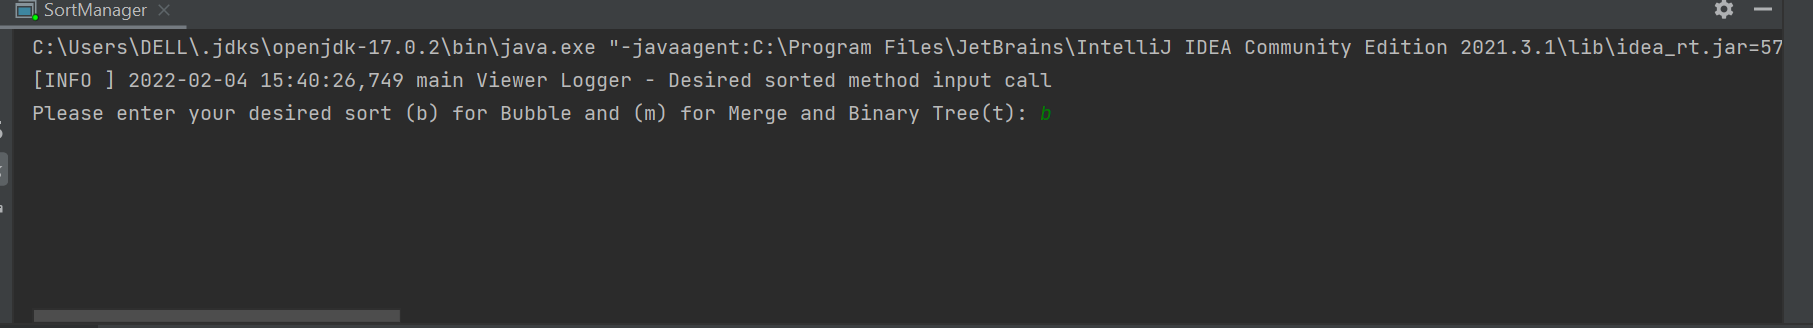 SortManager
C:\Users\DELL\.jdks\openjdk-17.0.2\bin\java.exe "-javaagent:C:\Program Files\JetBrains\IntelliJ IDEA Community Edition 2021.3.1\lib\idea_rt.jar=57
[INFO ] 2022-02-04 15:40:26,749 main Viewer Logger - Desired sorted method input call
Please enter your desired sort (b) for Bubble and (m) for Merge and Binary Tree(t): b